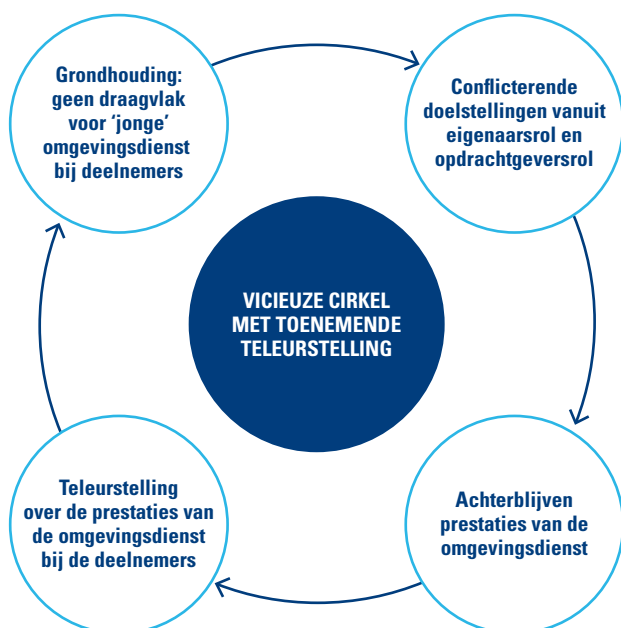 Grondhouding:
geen draagvlak
voor ‘jonge’
omgevingsdienst
bij deelnemers
Conflicterende
doelstellingen vanuit
eigenaarsrol en
opdrachtgeversrol
VICIEUZE CIRKEL
MET TOENEMENDE
TELEURSTELLING
Teleurstelling
over de prestaties van
de omgevingsdienst
bij de deelnemers
Achterblijven
prestaties van de
omgevingsdienst